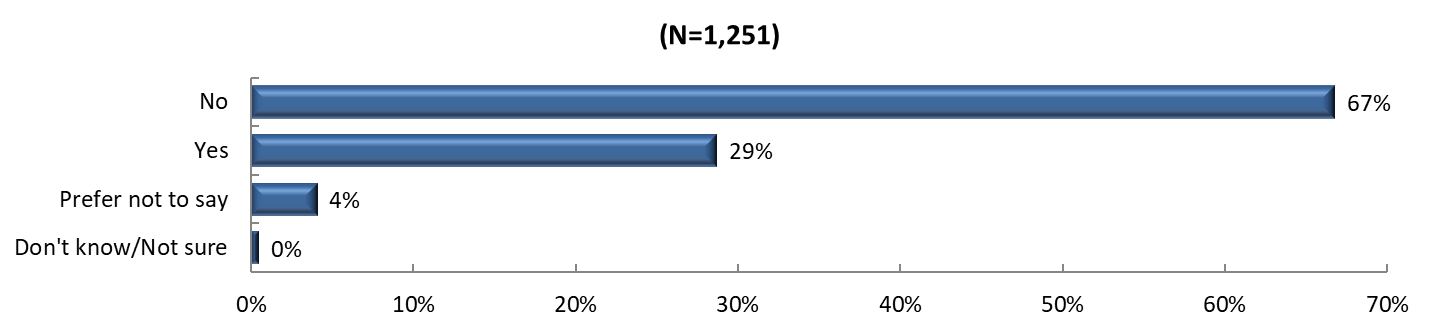 (N=1,251)
No 67%
Yes 29%
Prefer not to say 4%
Don't know/Not sure 0%
0% 10% 20% 30% 40% 50% 60% 70%